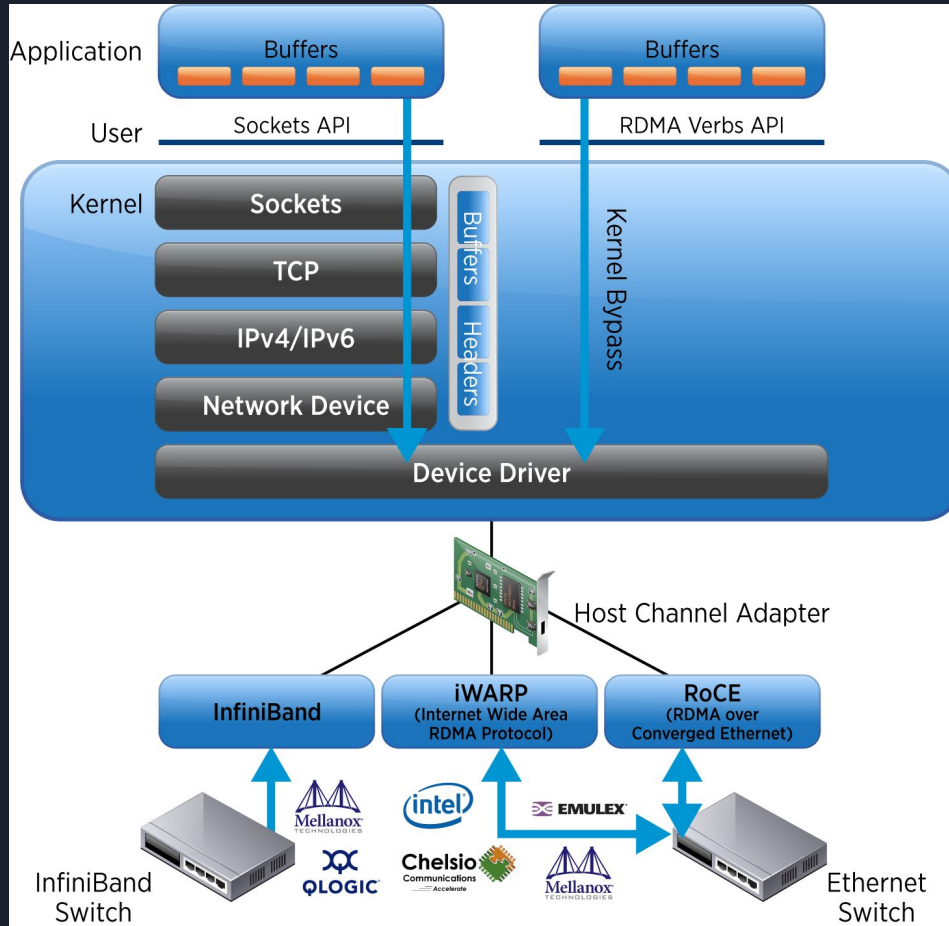 Application
Buffers
Buffers
User
Sockets API
RDMA Verbs API
Kernel
Sockets
TCP
IPv4/IPv6
Network Device
Buffers
Headers
Kernel Bypass
Device Driver
Host Channel Adapter
InfiniBand
iWARP
(Internet Wide Area
RDMA Protocol)
RoCE
(RDMA over
Converged Ethernet)
Mellanox
TECHNOLOGIES
QLOGIC
intel
Chelsio
Communications
Accelerate
EMULEX
Mellanox
TECHNOLOGIES
InfiniBand
Switch
Ethernet
Switch